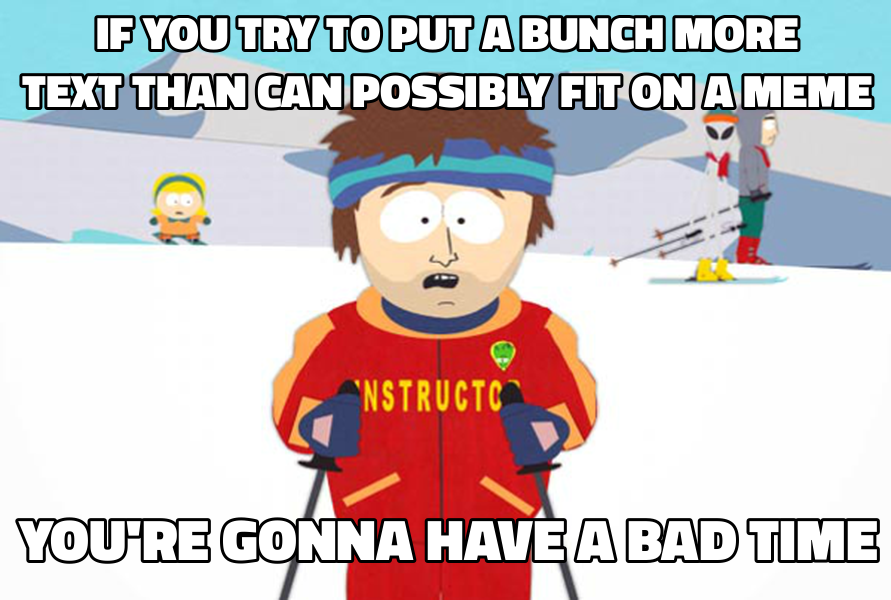 IF YOU TRY TO PUT A BUNCH MORE
TEXT THAN CAN POSSIBLY FIT ON A MEME
INSTRUCTOR
YOU'RE GONNA HAVE A BAD TIME